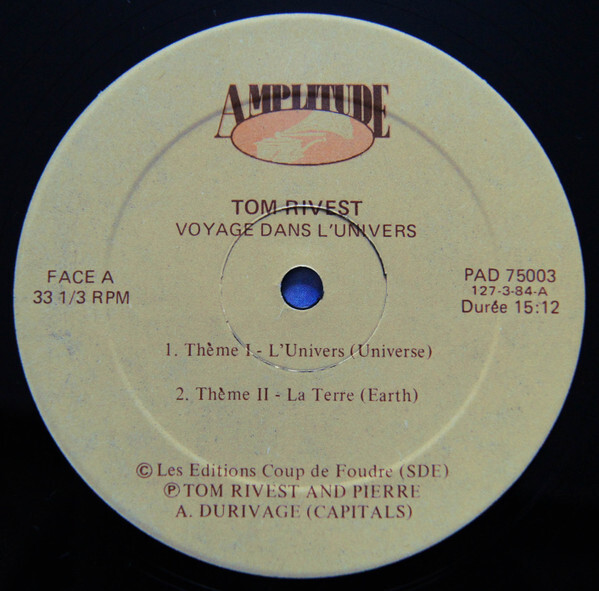 AMPLITUDE
TOM RIVEST
VOYAGE DANS L'UNIVERS
FACE A
33 1/3 RPM
PAD 75003
127-3-84-A
Durée 15:12
1. Thème I - L'Univers (Universe)
2. Thème II - La Terre (Earth)
© Les Editions Coup de Foudre (SDE)
℗ TOM RIVEST AND PIERRE
A. DURIVAGE (CAPITALS)